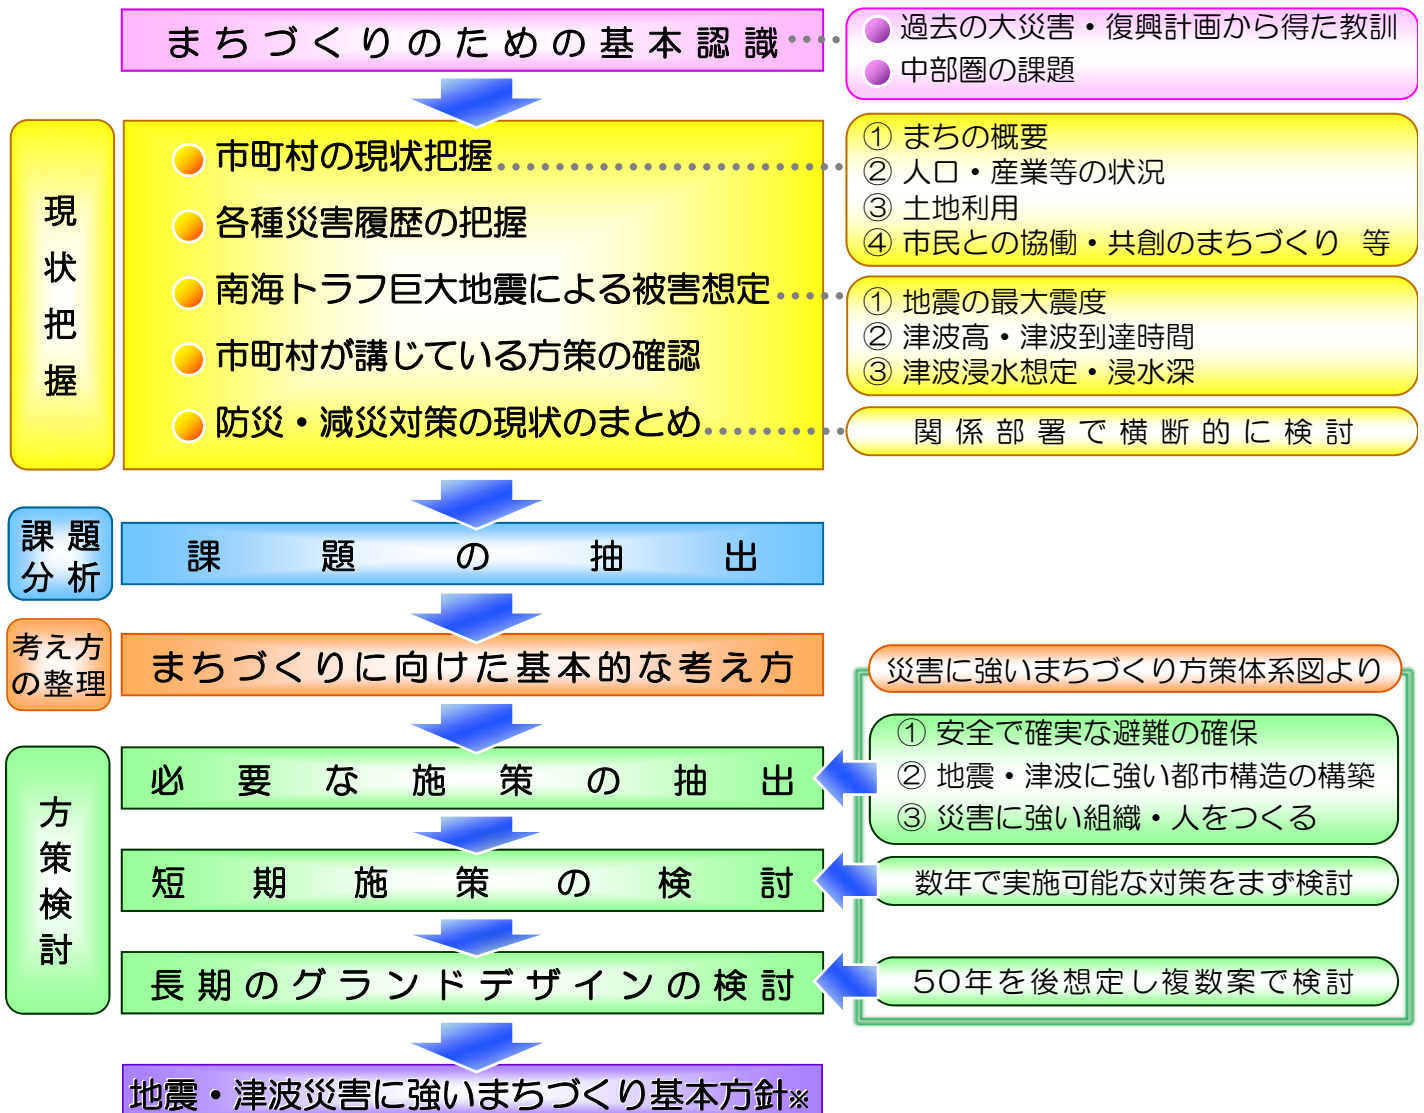 まちづくりのための基本認識
過去の大災害・復興計画から得た教訓
中部圏の課題
現状把握
市町村の現状把握
① まちの概要
② 人口・産業等の状況
③ 土地利用
④ 市民との協働・共創のまちづくり 等
各種災害履歴の把握
南海トラフ巨大地震による被害想定
① 地震の最大震度
② 津波高・津波到達時間
③ 津波浸水想定・浸水深
市町村が講じている方策の確認
防災・減災対策の現状のまとめ
関係部署で横断的に検討
課題
分析
課題の抽出
考え方
の整理
まちづくりに向けた基本的な考え方
災害に強いまちづくり方策体系図より
方策検討
必要な施策の抽出
① 安全で確実な避難の確保
② 地震・津波に強い都市構造の構築
③ 災害に強い組織・人をつくる
短期施策の検討
数年で実施可能な対策をまず検討
長期のグランドデザインの検討
50年を後想定し複数案で検討
地震・津波災害に強いまちづくり基本方針※